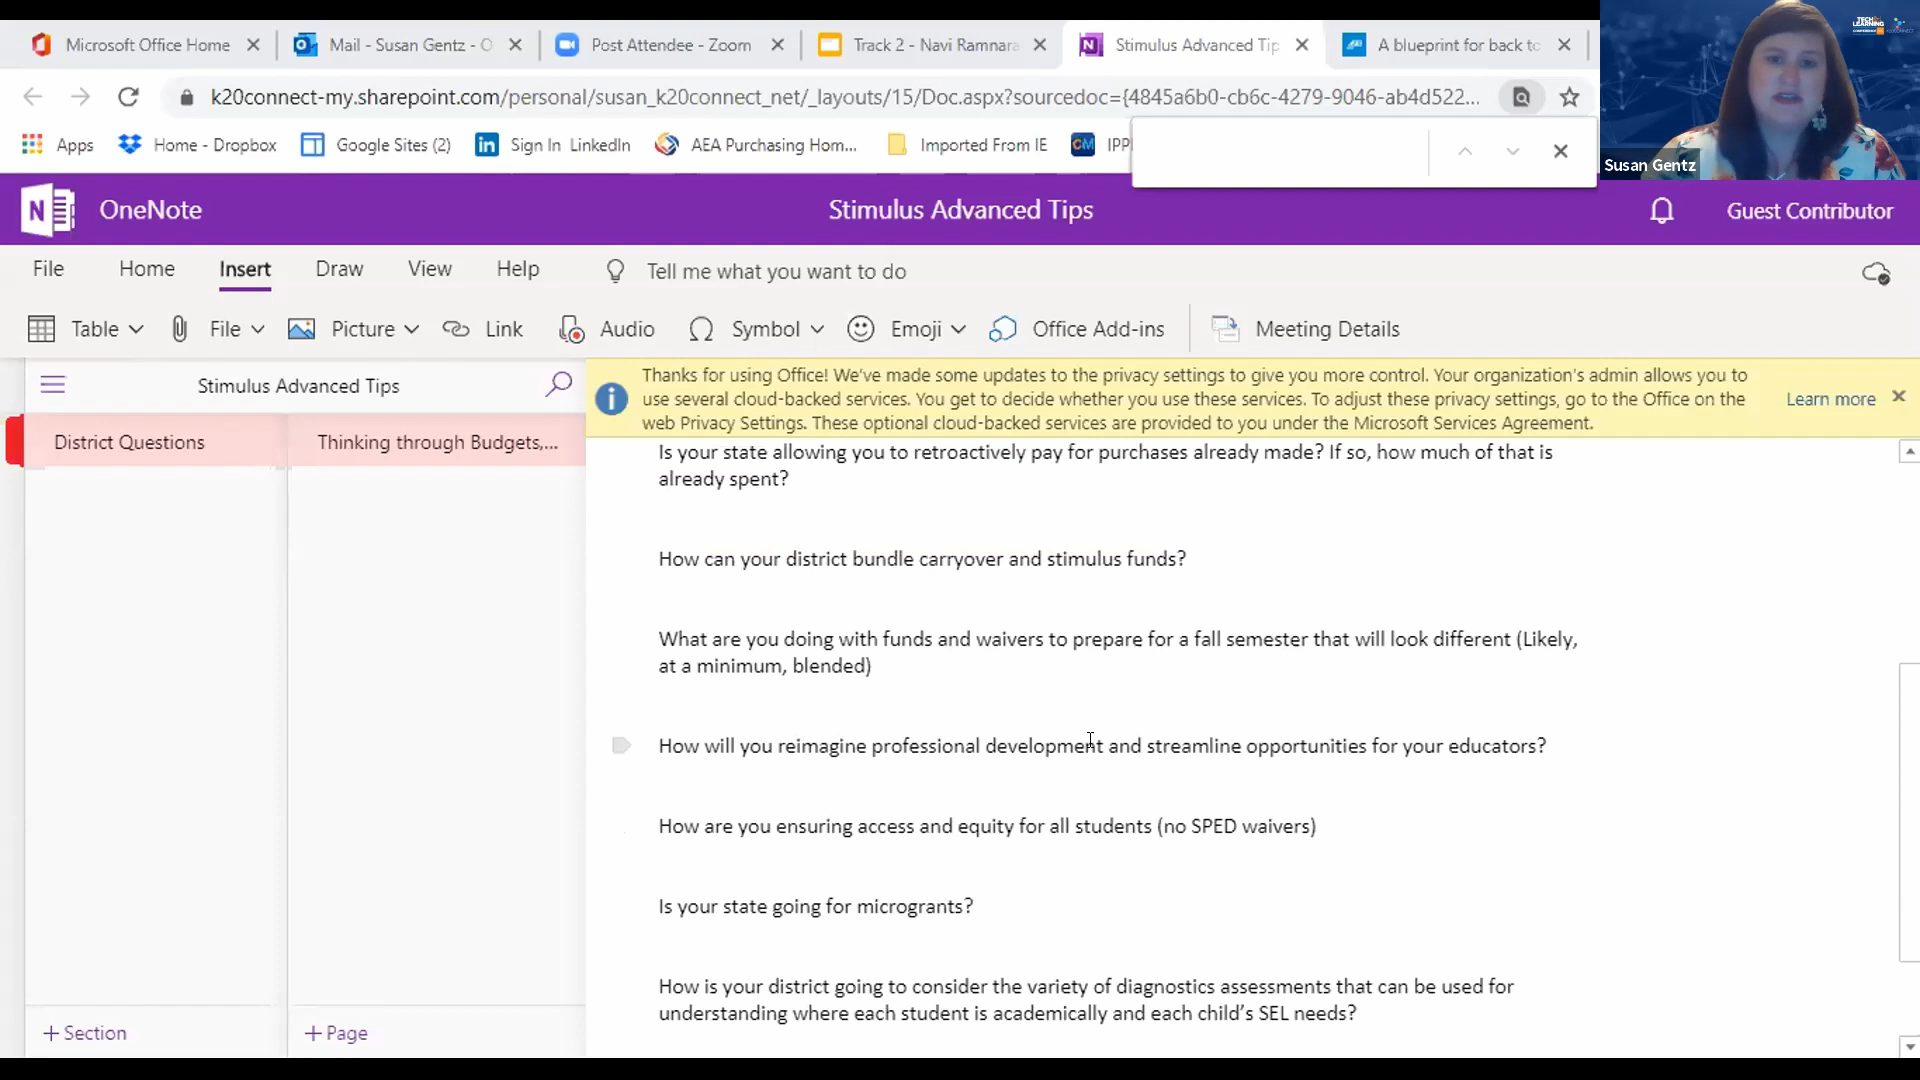 Microsoft Office Home
Mail - Susan Gentz - O
Post Attendee - Zoom
Track 2 - Navi Ramnara
Stimulus Advanced Tip
A blueprint for back to
k20connect-my.sharepoint.com/personal/susan_k20connect_net/_layouts/15/Doc.aspx?sourcedoc={4845a6b0-cb6c-4279-9046-ab4d522...
Apps
Home - Dropbox
Google Sites (2)
Sign In LinkedIn
AEA Purchasing Hom...
Imported From IE
CM
IPP
TECH&
LEARNING
Susan Gentz
N
OneNote
Stimulus Advanced Tips
Guest Contributor
File
Home
Insert
Draw
View
Help
Tell me what you want to do
Table
File
Picture
Link
Audio
Symbol
Emoji
Office Add-ins
Meeting Details
Stimulus Advanced Tips
District Questions
Thinking through Budgets,...
+ Section
+ Page
Thanks for using Office! We've made some updates to the privacy settings to give you more control. Your organization's admin allows you to
use several cloud-backed services. You get to decide whether you use these services. To adjust these privacy settings, go to the Office on the
web Privacy Settings. These optional cloud-backed services are provided to you under the Microsoft Services Agreement.
Learn more
Is your state allowing you to retroactively pay for purchases already made? If so, how much of that is
already spent?
How can your district bundle carryover and stimulus funds?
What are you doing with funds and waivers to prepare for a fall semester that will look different (Likely,
at a minimum, blended)
How will you reimagine professional development and streamline opportunities for your educators?
How are you ensuring access and equity for all students (no SPED waivers)
Is your state going for microgrants?
How is your district going to consider the variety of diagnostics assessments that can be used for
understanding where each student is academically and each child's SEL needs?